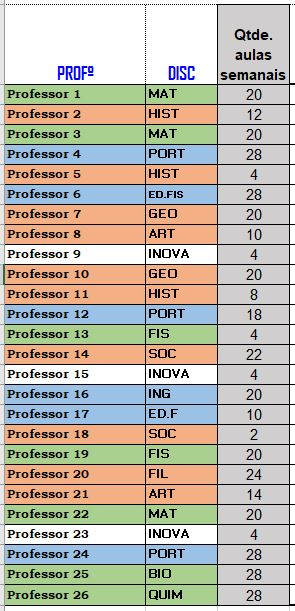 Qtde.
aulas
PROFº DISC semanais
Professor 1 MAT 20
Professor 2 HIST 12
Professor 3 MAT 20
Professor 4 PORT 28
Professor 5 HIST 4
Professor 6 ED.FIS 28
Professor 7 GEO 20
Professor 8 ART 10
Professor 9 INOVA 4
Professor 10 GEO 20
Professor 11 HIST 8
Professor 12 PORT 18
Professor 13 FIS 4
Professor 14 SOC 22
Professor 15 INOVA 4
Professor 16 ING 20
Professor 17 ED.F 10
Professor 18 SOC 2
Professor 19 FIS 20
Professor 20 FIL 24
Professor 21 ART 14
Professor 22 MAT 20
Professor 23 INOVA 4
Professor 24 PORT 28
Professor 25 BIO 28
Professor 26 QUIM 28